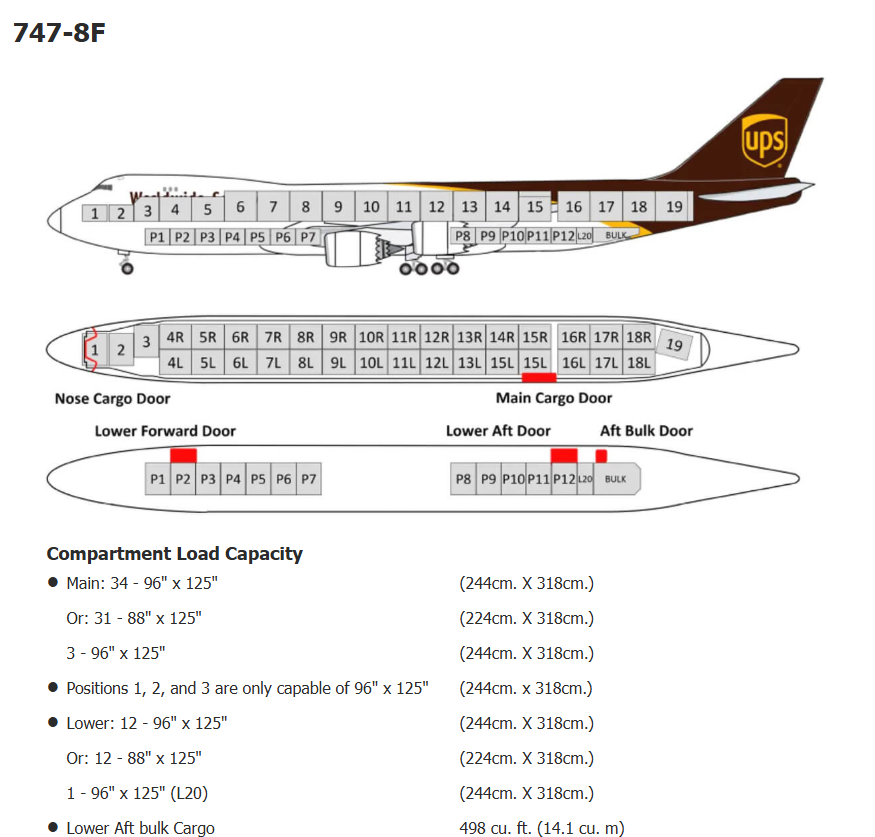 747-8F
ups
Worldwide S
1 2 3 4 5 6 7 8 9 10 11 12 13 14 15 16 17 18 19
P1 P2 P3 P4 P5 P6 P7 P8 P9 P10 P11 P12 L20 BULK
4R 5R 6R 7R 8R 9R 10R 11R 12R 13R 14R 15R 16R 17R 18R
1 2 3 19
4L 5L 6L 7L 8L 9L 10L 11L 12L 13L 14L 15L 16L 17L 18L
Nose Cargo Door Main Cargo Door
Lower Forward Door Lower Aft Door Aft Bulk Door
P1 P2 P3 P4 P5 P6 P7 P8 P9 P10 P11 P12 L20 BULK
Compartment Load Capacity
● Main: 34 - 96" x 125" (244cm. X 318cm.)
Or: 31 - 88" x 125" (224cm. X 318cm.)
3 - 96" x 125" (244cm. X 318cm.)
● Positions 1, 2, and 3 are only capable of 96" x 125" (244cm. x 318cm.)
● Lower: 12 - 96" x 125" (244cm. X 318cm.)
Or: 12 - 88" x 125" (224cm. X 318cm.)
1 - 96" x 125" (L20) (244cm. X 318cm.)
● Lower Aft bulk Cargo 498 cu. ft. (14.1 cu. m)